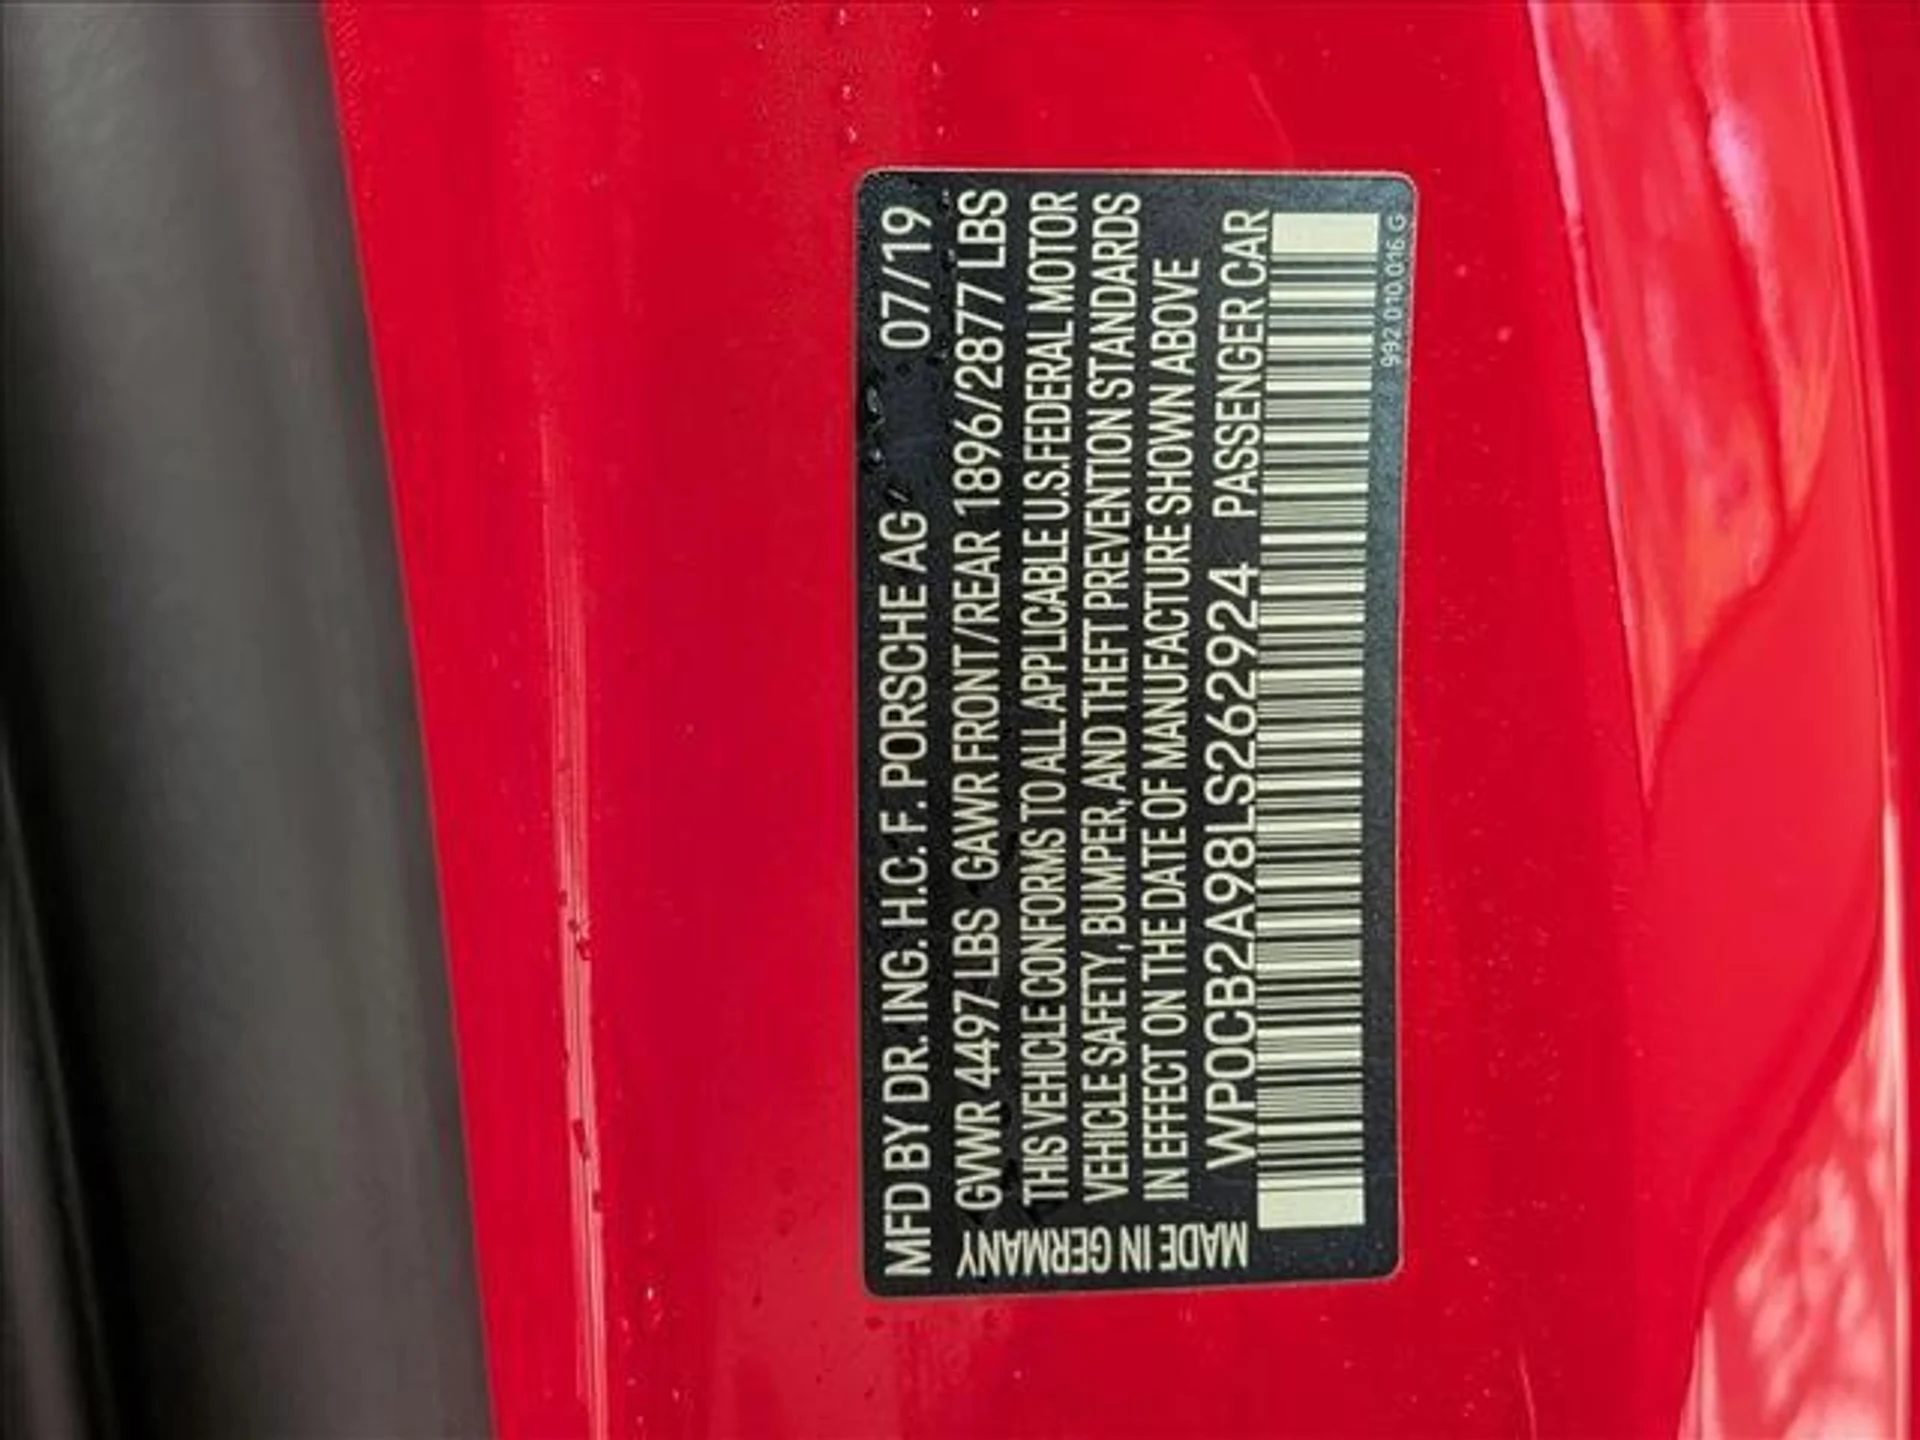 MFD BY DR. ING. H.C. F. PORSCHE AG 07/19
GVWR 4497 LBS GAWR FRONT/REAR 1896/2877 LBS
THIS VEHICLE CONFORMS TO ALL APPLICABLE U.S. FEDERAL MOTOR
VEHICLE SAFETY, BUMPER, AND THEFT PREVENTION STANDARDS
IN EFFECT ON THE DATE OF MANUFACTURE SHOWN ABOVE
WP0CB2A98LS262924 PASSENGER CAR
MADE IN GERMANY
992 010 016 G